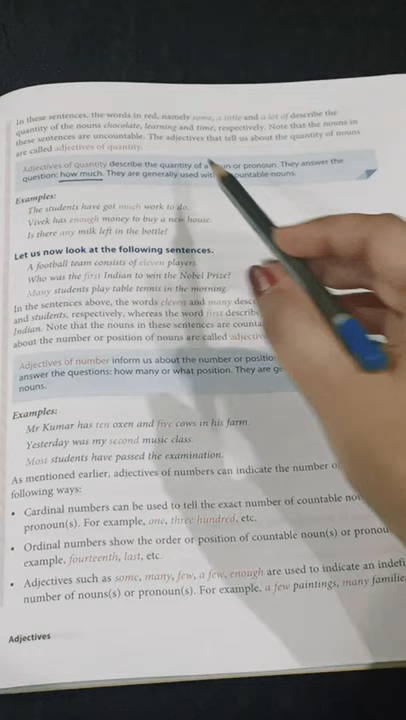 In these sentences, the words in red, namely some, a little and a lot of describe the
quantity of the nouns chocolate, learning and time, respectively. Note that the nouns in
these sentences are uncountable. The adjectives that tell us about the quantity of nouns
are called adjectives of quantity.
Adjectives of quantity describe the quantity of a or pronoun. They answer the
question: how much. They are generally used countable nouns.
Examples:
The students have got much work to do.
Vivek has enough money to buy a new house.
Is there any milk left in the bottle?
Let us now look at the following sentences.
A football team consists of eleven players.
Who was the first Indian to win the Nobel Prize?
Many students play table tennis in the morning.
In the sentences above, the words eleven and many
and students, respectively, whereas the word first
Indian. Note that the nouns in these sentences are
about the number or position of nouns are called
Adjectives of number inform us about the number or
answer the questions: how many or what position. They are
nouns.
Examples:
Mr Kumar has ten oxen and five cows in his farm.
Yesterday was my second music class.
Most students have passed the examination.
As mentioned earlier, adjectives of numbers can indicate the number
following ways:
• Cardinal numbers can be used to tell the exact number of countable
pronoun(s). For example, one, three hundred, etc.
• Ordinal numbers show the order or position of countable noun(s) or
example, fourteenth, last, etc.
• Adjectives such as some, many, few, a few, enough are used to indicate an
number of nouns(s) or pronoun(s). For example, a few paintings, many
Adjectives